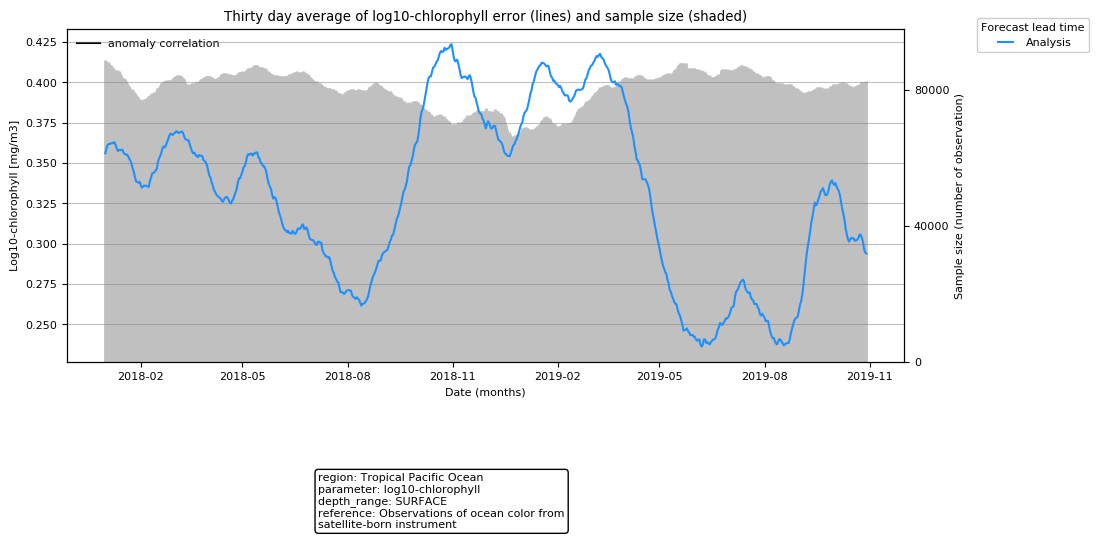 Thirty day average of log10-chlorophyll error (lines) and sample size (shaded)
Forecast lead time
Analysis
anomaly correlation
Log10-chlorophyll [mg/m3]
0.425
0.400
0.375
0.350
0.325
0.300
0.275
0.250
80000
40000
0
Sample size (number of observation)
2018-02 2018-05 2018-08 2018-11 2019-02 2019-05 2019-08 2019-11
Date (months)
region: Tropical Pacific Ocean
parameter: log10-chlorophyll
depth_range: SURFACE
reference: Observations of ocean color from
satellite-born instrument